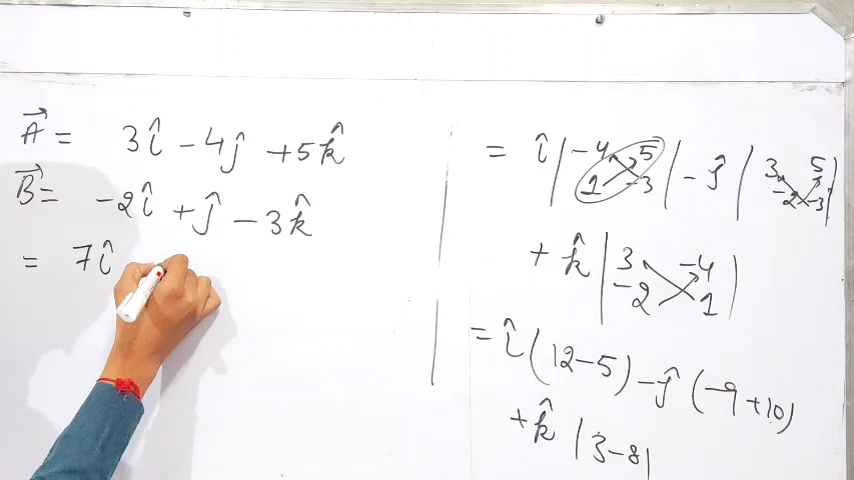 A⃗ = 3î - 4ĵ + 5k̂
B⃗ = -2î + ĵ - 3k̂
= 7î
= î |-4 5| - ĵ |3 5|
|1 -3| |-2 -3|
+ k̂ |3 -4|
|-2 1|
= î (12-5) - ĵ (-9+10)
+ k̂ |3-8|